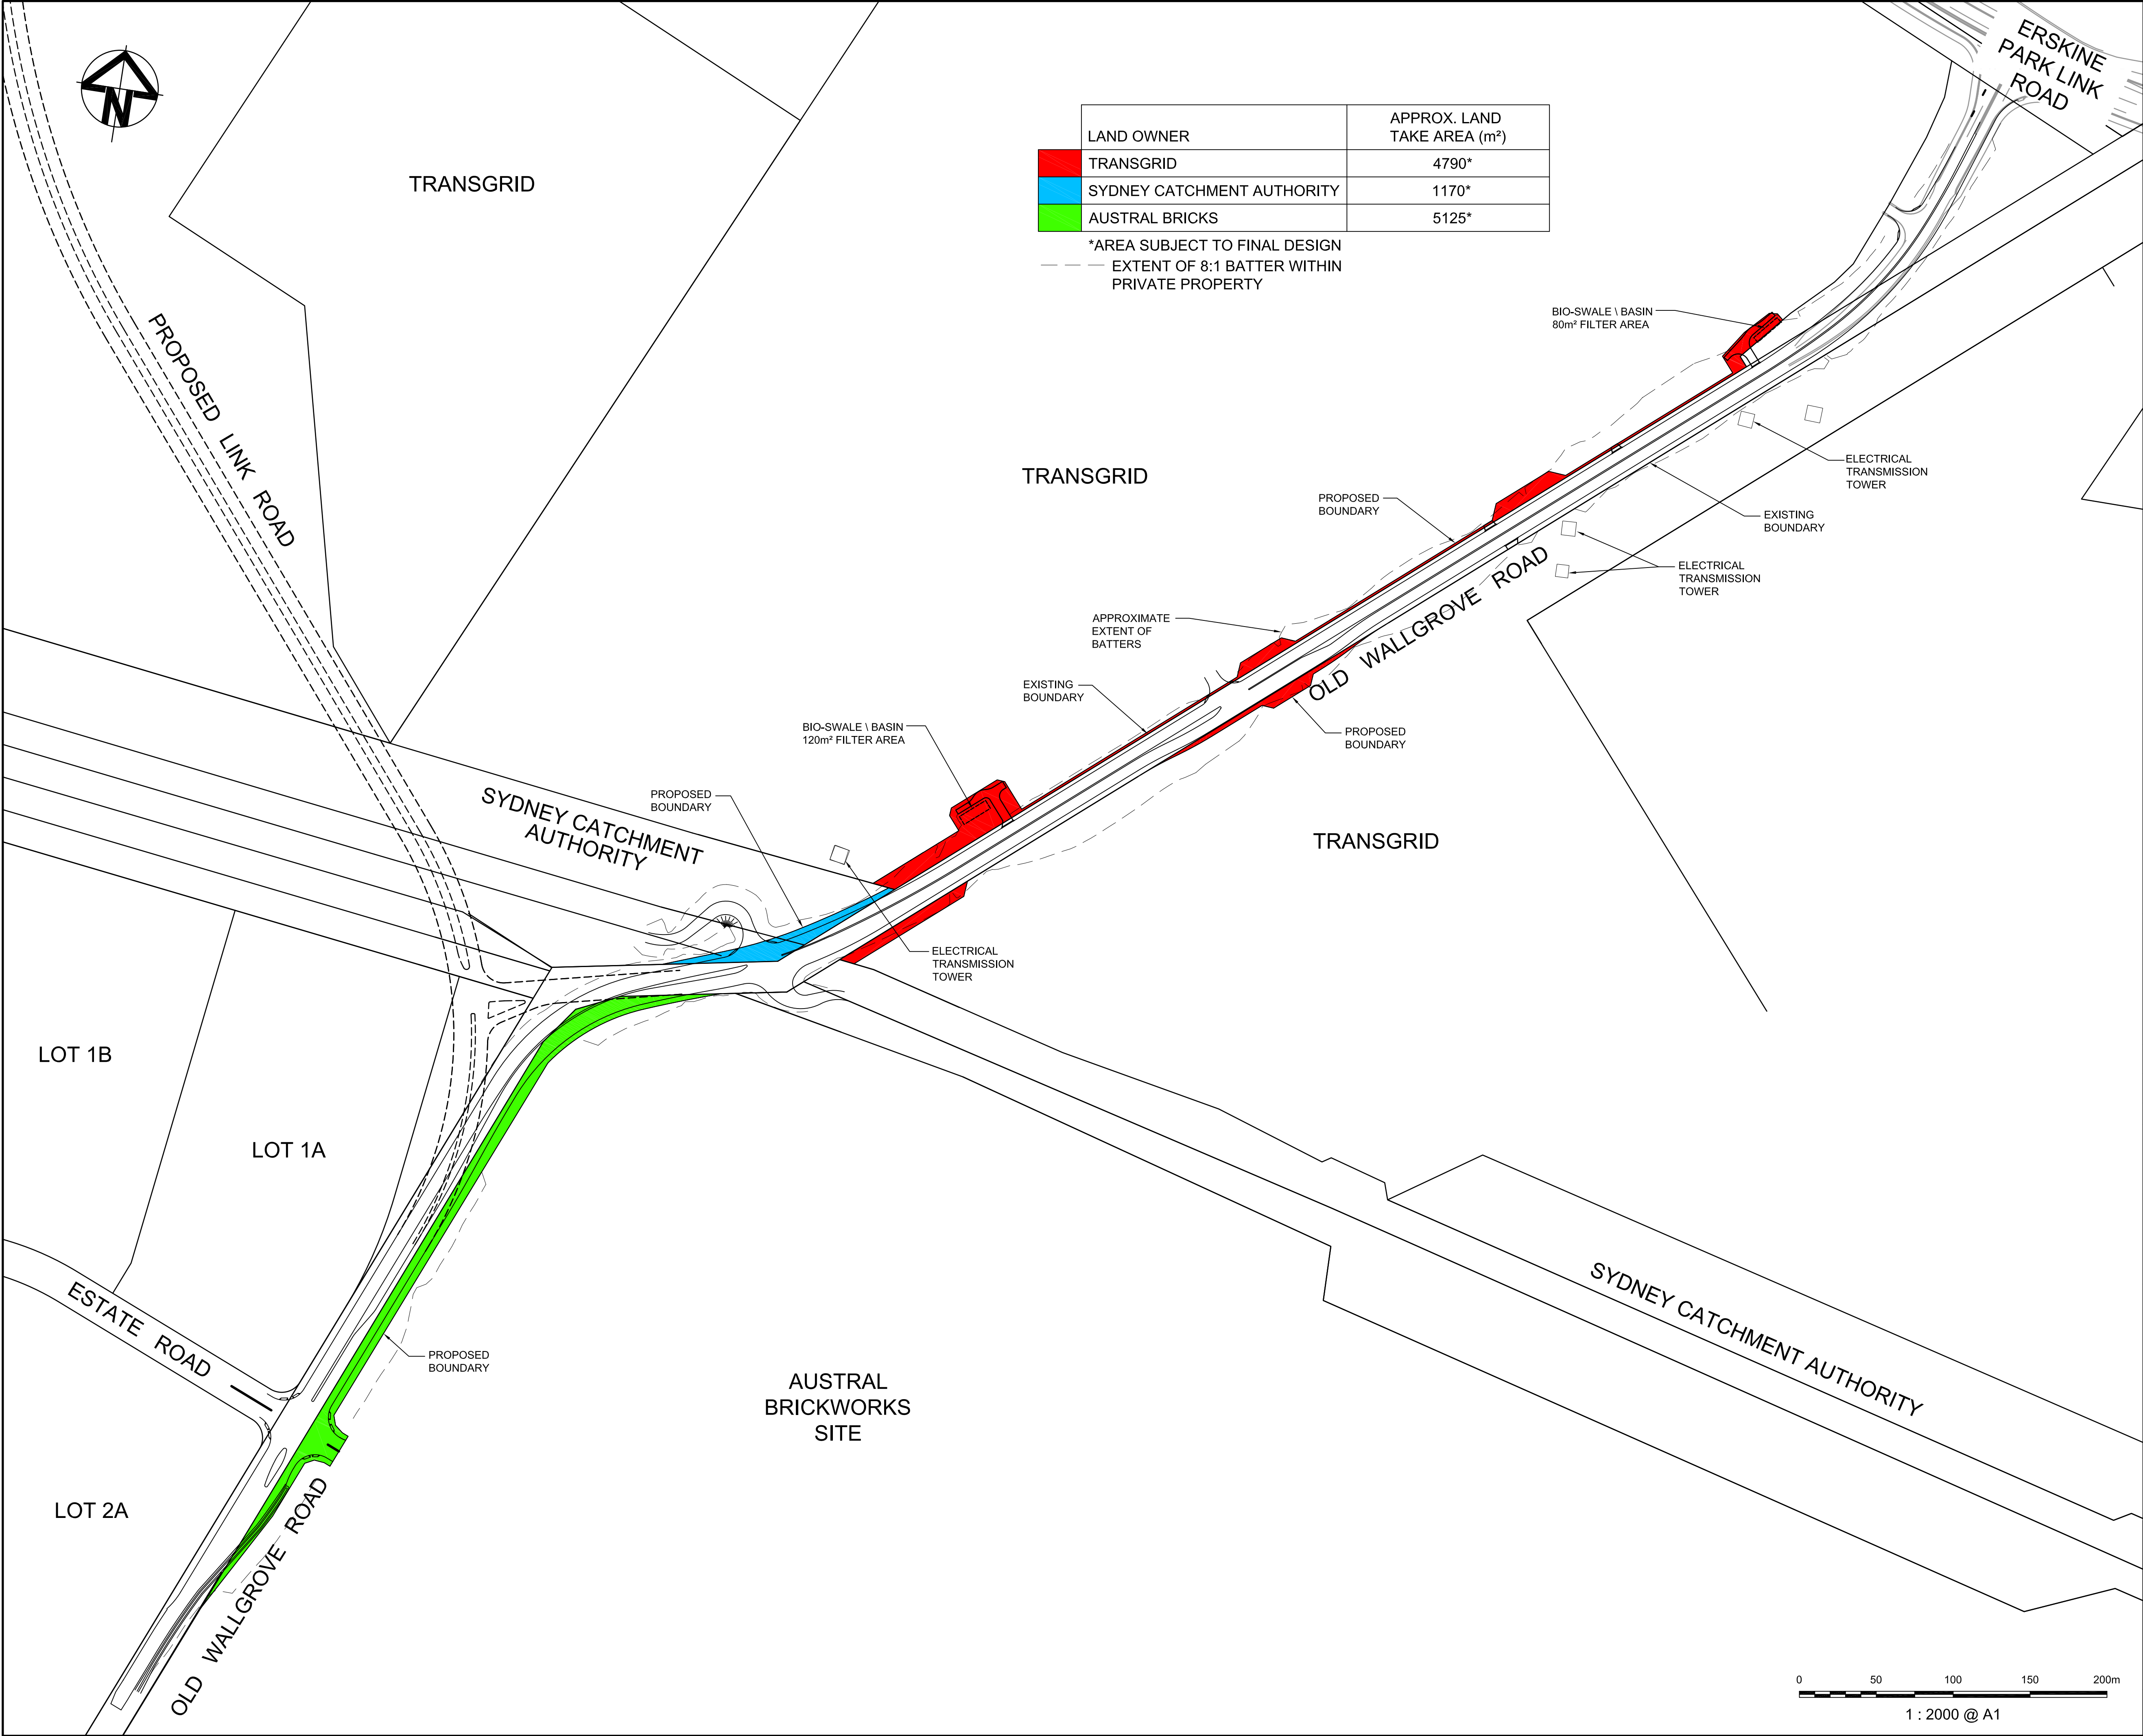 N
ERSKINE
PARK LINK
ROAD
LAND OWNER
APPROX. LAND
TAKE AREA (m²)
TRANSGRID
4790*
SYDNEY CATCHMENT AUTHORITY
1170*
AUSTRAL BRICKS
5125*
*AREA SUBJECT TO FINAL DESIGN
EXTENT OF 8:1 BATTER WITHIN
PRIVATE PROPERTY
TRANSGRID
PROPOSED LINK ROAD
BIO-SWALE \ BASIN
80m² FILTER AREA
TRANSGRID
ELECTRICAL
TRANSMISSION
TOWER
PROPOSED
BOUNDARY
EXISTING
BOUNDARY
ELECTRICAL
TRANSMISSION
TOWER
OLD WALLGROVE ROAD
APPROXIMATE
EXTENT OF
BATTERS
EXISTING
BOUNDARY
BIO-SWALE \ BASIN
120m² FILTER AREA
PROPOSED
BOUNDARY
PROPOSED
BOUNDARY
SYDNEY CATCHMENT
AUTHORITY
TRANSGRID
ELECTRICAL
TRANSMISSION
TOWER
LOT 1B
LOT 1A
ESTATE ROAD
PROPOSED
BOUNDARY
AUSTRAL
BRICKWORKS
SITE
SYDNEY CATCHMENT AUTHORITY
LOT 2A
OLD WALLGROVE ROAD
0 50 100 150 200m
1 : 2000 @ A1